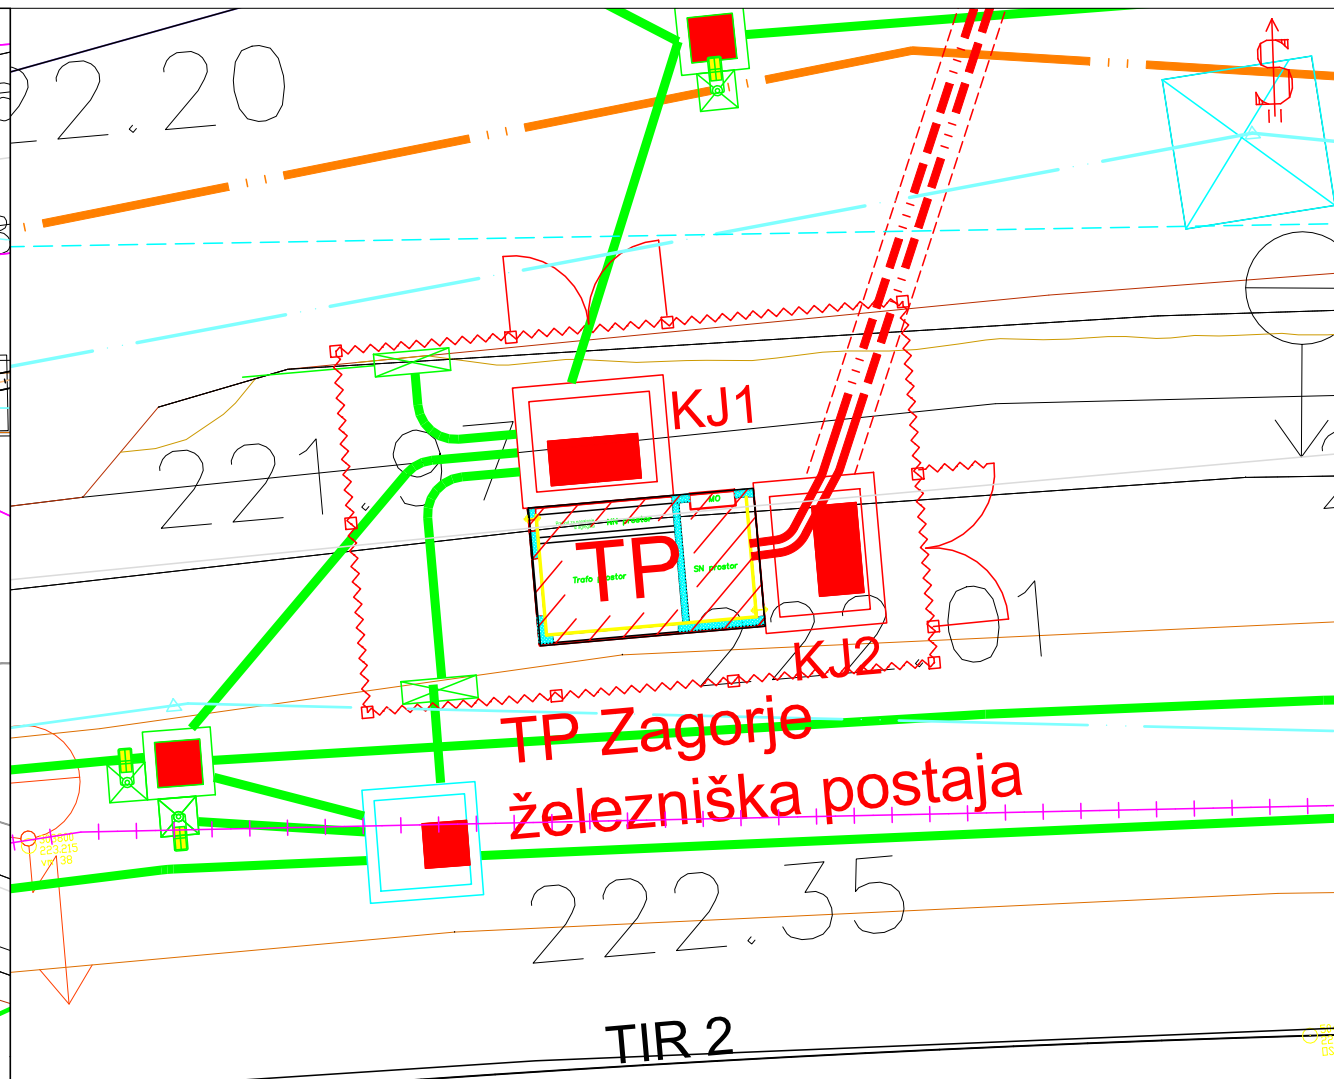 22.20
S
KJ1
221.97
MO
NN prostor
TP
Trafo prostor
SN prostor
222.01
KJ2
TP Zagorje
železniška postaja
222.35
TIR 2